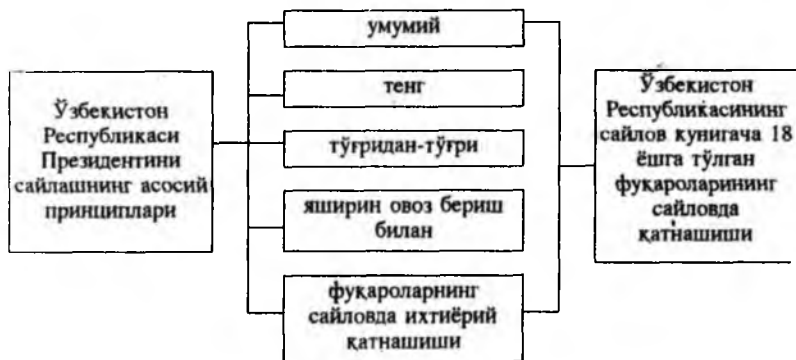 Ўзбекистон
Республикаси
Президентини
сайлашнинг асосий
принциплари
умумий
тенг
тўғридан-тўғри
яширин овоз бериш
билан
фуқароларнинг
сайловда ихтиёрий
қатнашиши
Ўзбекистон
Республикасининг
сайлов кунигача 18
ёшга тўлган
фуқароларининг
сайловда
қатнашиши